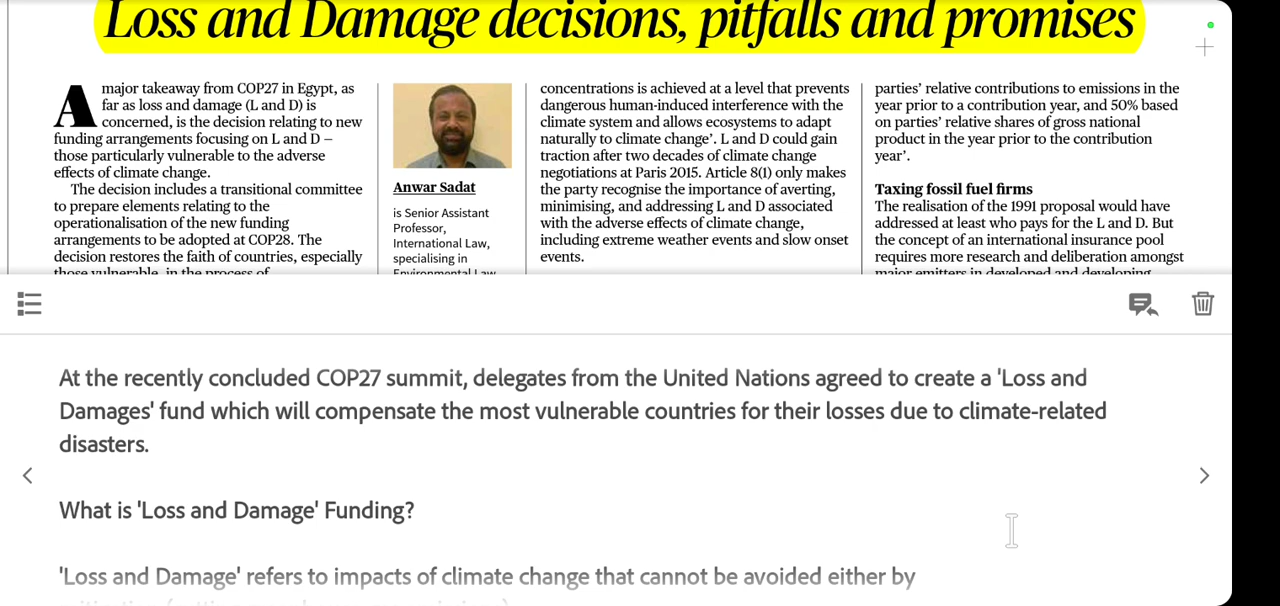 Loss and Damage decisions, pitfalls and promises
A major takeaway from COP27 in Egypt, as
far as loss and damage (L and D) is
concerned, is the decision relating to new
funding arrangements focusing on L and D —
those particularly vulnerable to the adverse
effects of climate change.
The decision includes a transitional committee
to prepare elements relating to the
operationalisation of the new funding
arrangements to be adopted at COP28. The
decision restores the faith of countries, especially
those vulnerable, in the process of
Anwar Sadat
is Senior Assistant
Professor,
International Law,
specialising in
Environmental Law
concentrations is achieved at a level that prevents
dangerous human-induced interference with the
climate system and allows ecosystems to adapt
naturally to climate change’. L and D could gain
traction after two decades of climate change
negotiations at Paris 2015. Article 8(1) only makes
the party recognise the importance of averting,
minimising, and addressing L and D associated
with the adverse effects of climate change,
including extreme weather events and slow onset
events.
parties’ relative contributions to emissions in the
year prior to a contribution year, and 50% based
on parties’ relative shares of gross national
product in the year prior to the contribution
year’.
Taxing fossil fuel firms
The realisation of the 1991 proposal would have
addressed at least who pays for the L and D. But
the concept of an international insurance pool
requires more research and deliberation amongst
major emitters in developed and developing
At the recently concluded COP27 summit, delegates from the United Nations agreed to create a 'Loss and
Damages' fund which will compensate the most vulnerable countries for their losses due to climate-related
disasters.
What is 'Loss and Damage' Funding?
'Loss and Damage' refers to impacts of climate change that cannot be avoided either by